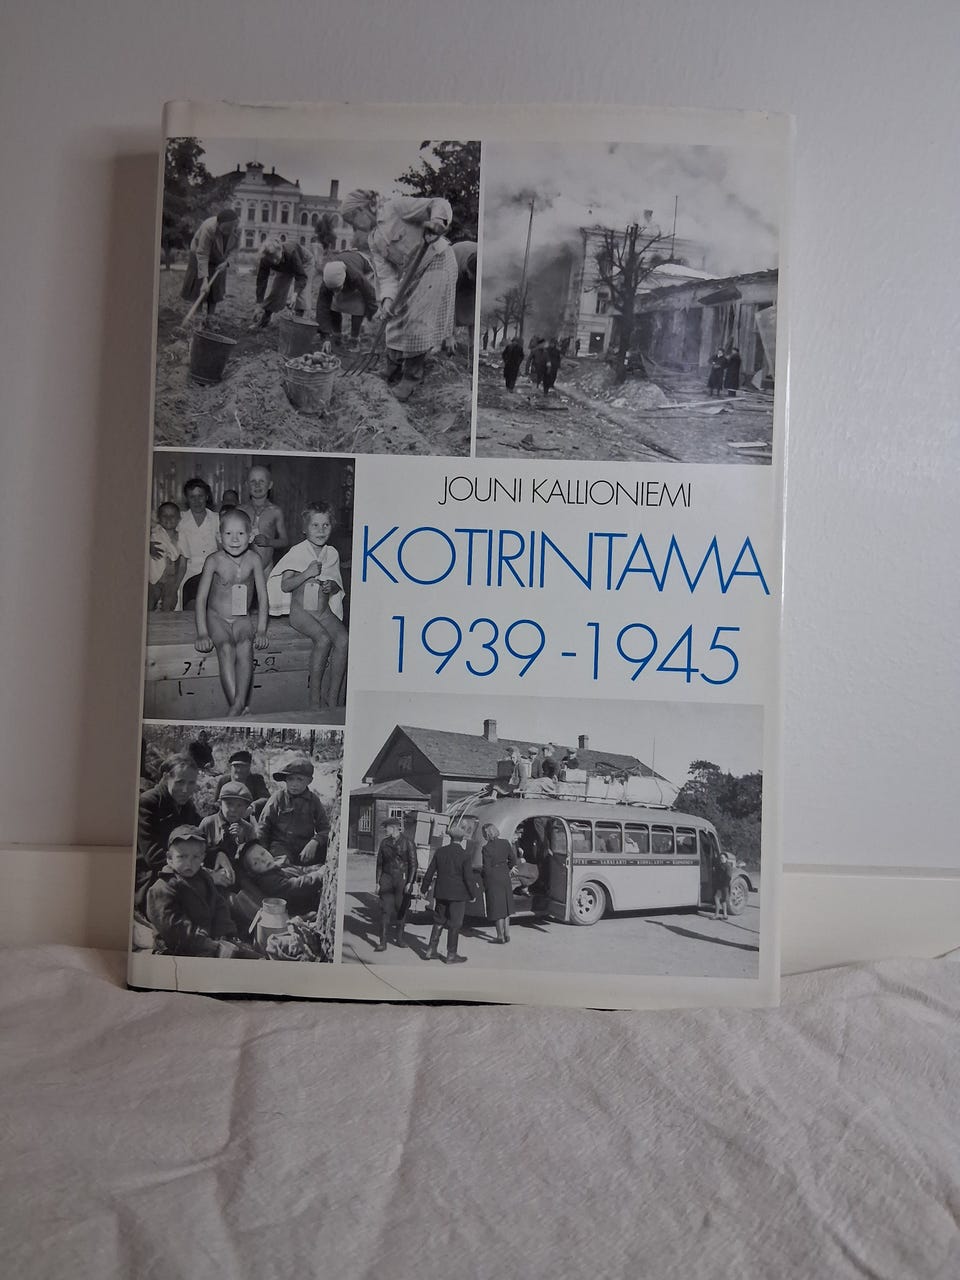 JOUNI KALLIONIEMI
KOTIRINTAMA
1939-1945